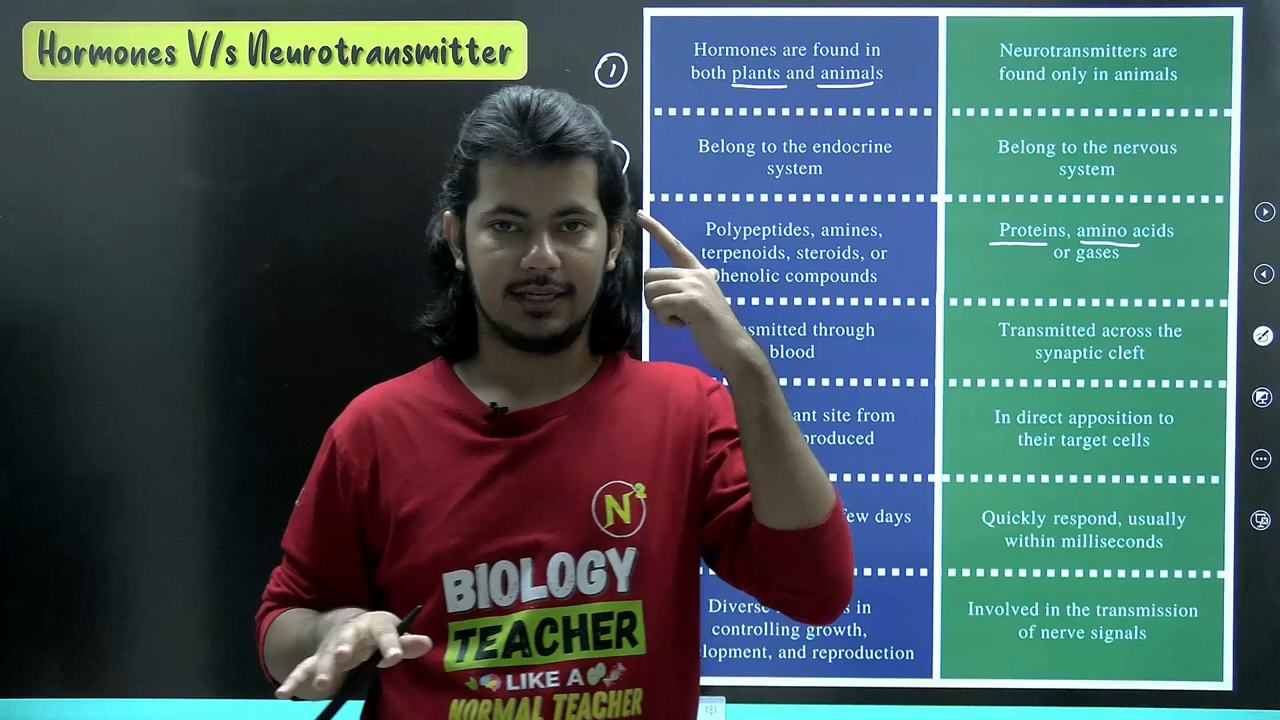 Hormones V/s Neurotransmitter
①
Hormones are found in
both plants and animals
Neurotransmitters are
found only in animals
Belong to the endocrine
system
Belong to the nervous
system
Polypeptides, amines,
terpenoids, steroids, or
phenolic compounds
Proteins, amino acids
or gases
through
blood
Transmitted across the
synaptic cleft
site from
produced
In direct apposition to
their target cells
few days
Quickly respond, usually
within milliseconds
Diverse in
controlling growth,
and reproduction
Involved in the transmission
of nerve signals
N²
BIOLOGY
TEACHER
LIKE A
NORMAL TEACHER